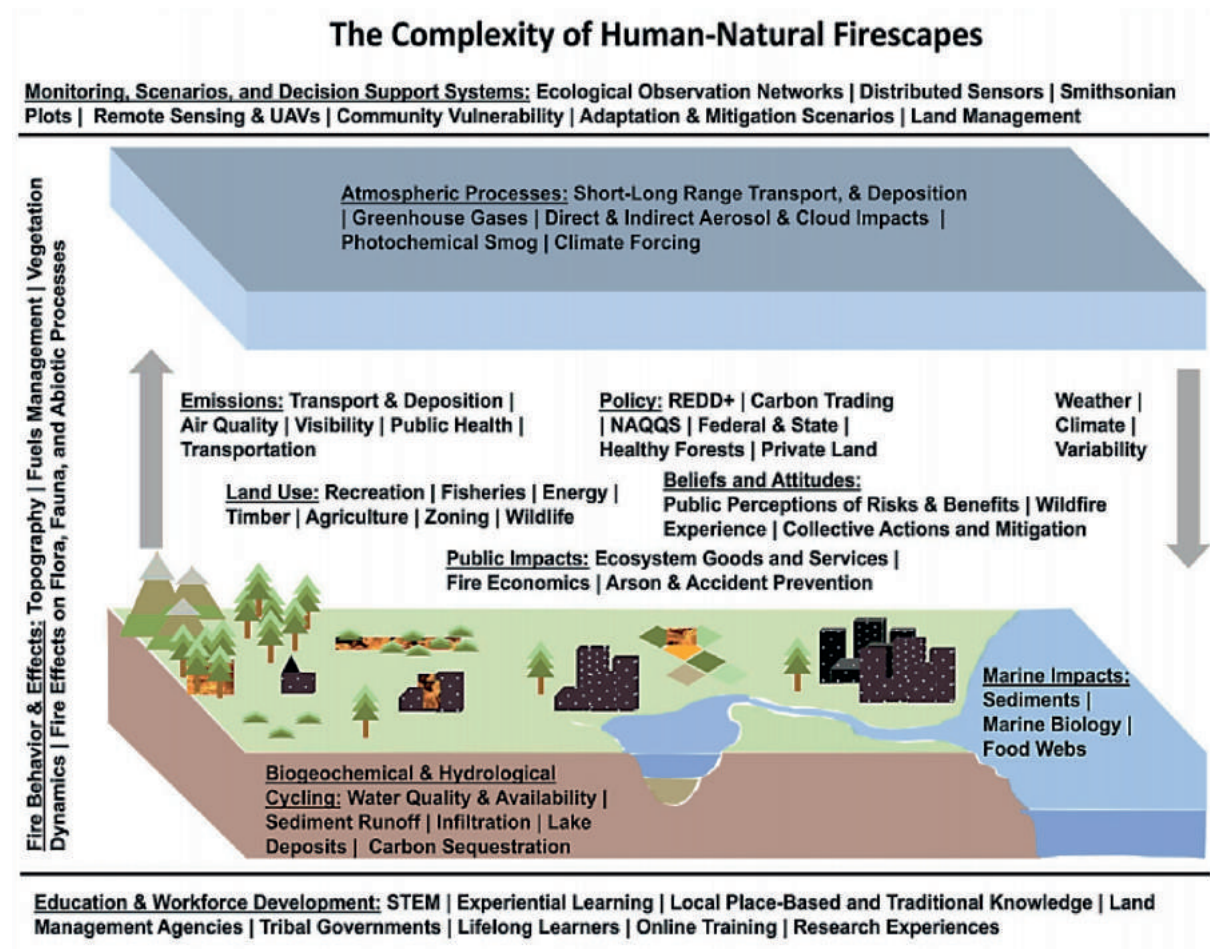 The Complexity of Human-Natural Firescapes
Monitoring, Scenarios, and Decision Support Systems: Ecological Observation Networks | Distributed Sensors | Smithsonian
Plots | Remote Sensing & UAVs | Community Vulnerability | Adaptation & Mitigation Scenarios | Land Management
Fire Behavior & Effects: Topography | Fuels Management | Vegetation
Dynamics | Fire Effects on Flora, Fauna, and Abiotic Processes
Atmospheric Processes: Short-Long Range Transport, & Deposition
| Greenhouse Gases | Direct & Indirect Aerosol & Cloud Impacts |
Photochemical Smog | Climate Forcing
Emissions: Transport & Deposition |
Air Quality | Visibility | Public Health |
Transportation
Policy: REDD+ | Carbon Trading
| NAQQS | Federal & State |
Healthy Forests | Private Land
Weather |
Climate |
Variability
Land Use: Recreation | Fisheries | Energy |
Timber | Agriculture | Zoning | Wildlife
Beliefs and Attitudes:
Public Perceptions of Risks & Benefits | Wildfire
Experience | Collective Actions and Mitigation
Public Impacts: Ecosystem Goods and Services |
Fire Economics | Arson & Accident Prevention
Marine Impacts:
Sediments |
Marine Biology |
Food Webs
Biogeochemical & Hydrological
Cycling: Water Quality & Availability |
Sediment Runoff | Infiltration | Lake
Deposits | Carbon Sequestration
Education & Workforce Development: STEM | Experiential Learning | Local Place-Based and Traditional Knowledge | Land
Management Agencies | Tribal Governments | Lifelong Learners | Online Training | Research Experiences